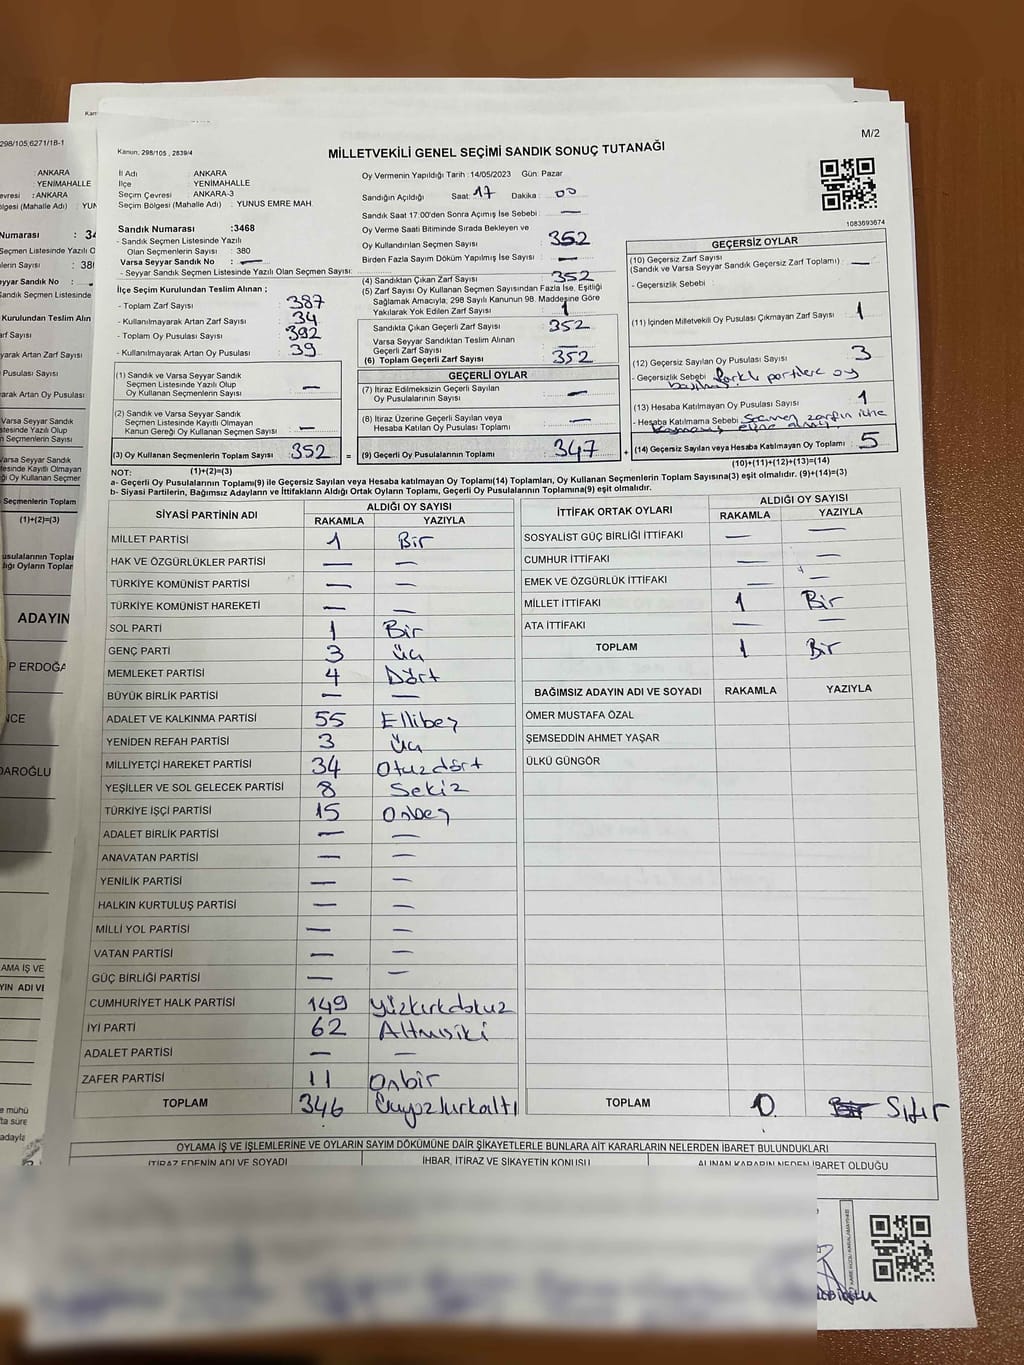 M/2
Kanun, 298/105 , 2839/4
MİLLETVEKİLİ GENEL SEÇİMİ SANDIK SONUÇ TUTANAĞI
İl Adı : ANKARA
İlçe : YENİMAHALLE
Seçim Çevresi : ANKARA-3
Seçim Bölgesi (Mahalle Adı) : YUNUS EMRE MAH.
Oy Vermenin Yapıldığı Tarih : 14/05/2023 Gün: Pazar
Sandığın Açıldığı Saat: 17 Dakika : 00
Sandık Saat 17:00'den Sonra Açımış İse Sebebi : —
Oy Verme Saati Bitiminde Sırada Bekleyen ve
Oy Kullandırılan Seçmen Sayısı : 352
Birden Fazla Sayım Döküm Yapılmış İse Sayısı : —
1083693674
Sandık Numarası :3468
- Sandık Seçmen Listesinde Yazılı
Olan Seçmenlerin Sayısı : 380
Varsa Seyyar Sandık No : —
- Seyyar Sandık Seçmen Listesinde Yazılı Olan Seçmen Sayısı:
İlçe Seçim Kurulundan Teslim Alınan ;
- Toplam Zarf Sayısı : 387
- Kullanılmayarak Artan Zarf Sayısı : 34
- Toplam Oy Pusulası Sayısı : 392
- Kullanılmayarak Artan Oy Pusulası : 39
(4) Sandıktan Çıkan Zarf Sayısı : 352
(5) Zarf Sayısı Oy Kullanan Seçmen Sayısından Fazla İse, Eşitliği
Sağlamak Amacıyla, 298 Sayılı Kanunun 98. Maddesine Göre
Yakılarak Yok Edilen Zarf Sayısı : 1
Sandıkta Çıkan Geçerli Zarf Sayısı : 352
Varsa Seyyar Sandıktan Teslim Alınan
Geçerli Zarf Sayısı :
(6) Toplam Geçerli Zarf Sayısı : 352
(1) Sandık ve Varsa Seyyar Sandık
Seçmen Listesinde Yazılı Olup
Oy Kullanan Seçmenlerin Sayısı : —
(2) Sandık ve Varsa Seyyar Sandık
Seçmen Listesinde Kayıtlı Olmayan
Kanun Gereği Oy Kullanan Seçmen Sayısı : —
(3) Oy Kullanan Seçmenlerin Toplam Sayısı : 352 =
GEÇERLİ OYLAR
(7) İtiraz Edilmeksizin Geçerli Sayılan
Oy Pusulalarının Sayısı : —
(8) İtiraz Üzerine Geçerli Sayılan veya
Hesaba Katılan Oy Pusulası Toplamı : —
(9) Geçerli Oy Pusulalarının Toplamı : 347 +
GEÇERSİZ OYLAR
(10) Geçersiz Zarf Sayısı
(Sandık ve Varsa Seyyar Sandık Geçersiz Zarf Toplamı) : —
- Geçersizlik Sebebi :
(11) İçinden Milletvekili Oy Pusulası Çıkmayan Zarf Sayısı : 1
(12) Geçersiz Sayılan Oy Pusulası Sayısı : 3
- Geçersizlik Sebebi : farklı partilere oy
(13) Hesaba Katılmayan Oy Pusulası Sayısı : 1
- Hesaba Katılmama Sebebi : Seçmen zarfın içine
(14) Geçersiz Sayılan veya Hesaba Katılmayan Oy Toplamı : 5
NOT: (1)+(2)=(3) (10)+(11)+(12)+(13)=(14)
a- Geçerli Oy Pusulalarının Toplamı(9) ile Geçersiz Sayılan veya Hesaba katılmayan Oy Toplamı(14) Toplamları, Oy Kullanan Seçmenlerin Toplam Sayısına(3) eşit olmalıdır. (9)+(14)=(3)
b- Siyasi Partilerin, Bağımsız Adayların ve İttifakların Aldığı Ortak Oyların Toplamı, Geçerli Oy Pusulalarının Toplamına(9) eşit olmalıdır.
SİYASİ PARTİNİN ADI ALDIĞI OY SAYISI
RAKAMLA YAZIYLA
MİLLET PARTİSİ 1 Bir
HAK VE ÖZGÜRLÜKLER PARTİSİ — —
TÜRKİYE KOMÜNİST PARTİSİ — —
TÜRKİYE KOMÜNİST HAREKETİ — —
SOL PARTİ 1 Bir
GENÇ PARTİ 3 üç
MEMLEKET PARTİSİ 4 Dört
BÜYÜK BİRLİK PARTİSİ — —
ADALET VE KALKINMA PARTİSİ 55 Ellibeş
YENİDEN REFAH PARTİSİ 3 üç
MİLLİYETÇİ HAREKET PARTİSİ 34 Otuzdört
YEŞİLLER VE SOL GELECEK PARTİSİ 8 Sekiz
TÜRKİYE İŞÇİ PARTİSİ 15 Onbeş
ADALET BİRLİK PARTİSİ — —
ANAVATAN PARTİSİ — —
YENİLİK PARTİSİ — —
HALKIN KURTULUŞ PARTİSİ — —
MİLLİ YOL PARTİSİ — —
VATAN PARTİSİ — —
GÜÇ BİRLİĞİ PARTİSİ — —
CUMHURİYET HALK PARTİSİ 149 Yüzkırkdokuz
İYİ PARTİ 62 Altmışiki
ADALET PARTİSİ — —
ZAFER PARTİSİ 11 Onbir
TOPLAM 346 Üçyüzkırkaltı
İTTİFAK ORTAK OYLARI ALDIĞI OY SAYISI
RAKAMLA YAZIYLA
SOSYALİST GÜÇ BİRLİĞİ İTTİFAKI — —
CUMHUR İTTİFAKI — —
EMEK VE ÖZGÜRLÜK İTTİFAKI — —
MİLLET İTTİFAKI 1 Bir
ATA İTTİFAKI — —
TOPLAM 1 Bir
BAĞIMSIZ ADAYIN ADI VE SOYADI RAKAMLA YAZIYLA
ÖMER MUSTAFA ÖZAL
ŞEMSEDDİN AHMET YAŞAR
ÜLKÜ GÜNGÖR
TOPLAM 0 Sıfır
OYLAMA İŞ VE İŞLEMLERİNE VE OYLARIN SAYIM DÖKÜMÜNE DAİR ŞİKAYETLERLE BUNLARA AİT KARARLARIN NELERDEN İBARET BULUNDUKLARI
İTİRAZ EDENİN ADI VE SOYADI İHBAR, İTİRAZ VE ŞİKAYETİN KONUSU ALINAN KARARIN NEDEN İBARET OLDUĞU
298/105,6271/18-1
: ANKARA
: YENİMAHALLE
: ANKARA
(1)+(2)=(3)
ADAYIN